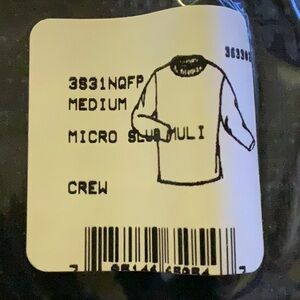 3S31NQFP
MEDIUM
MICRO SLUB MULI
CREW